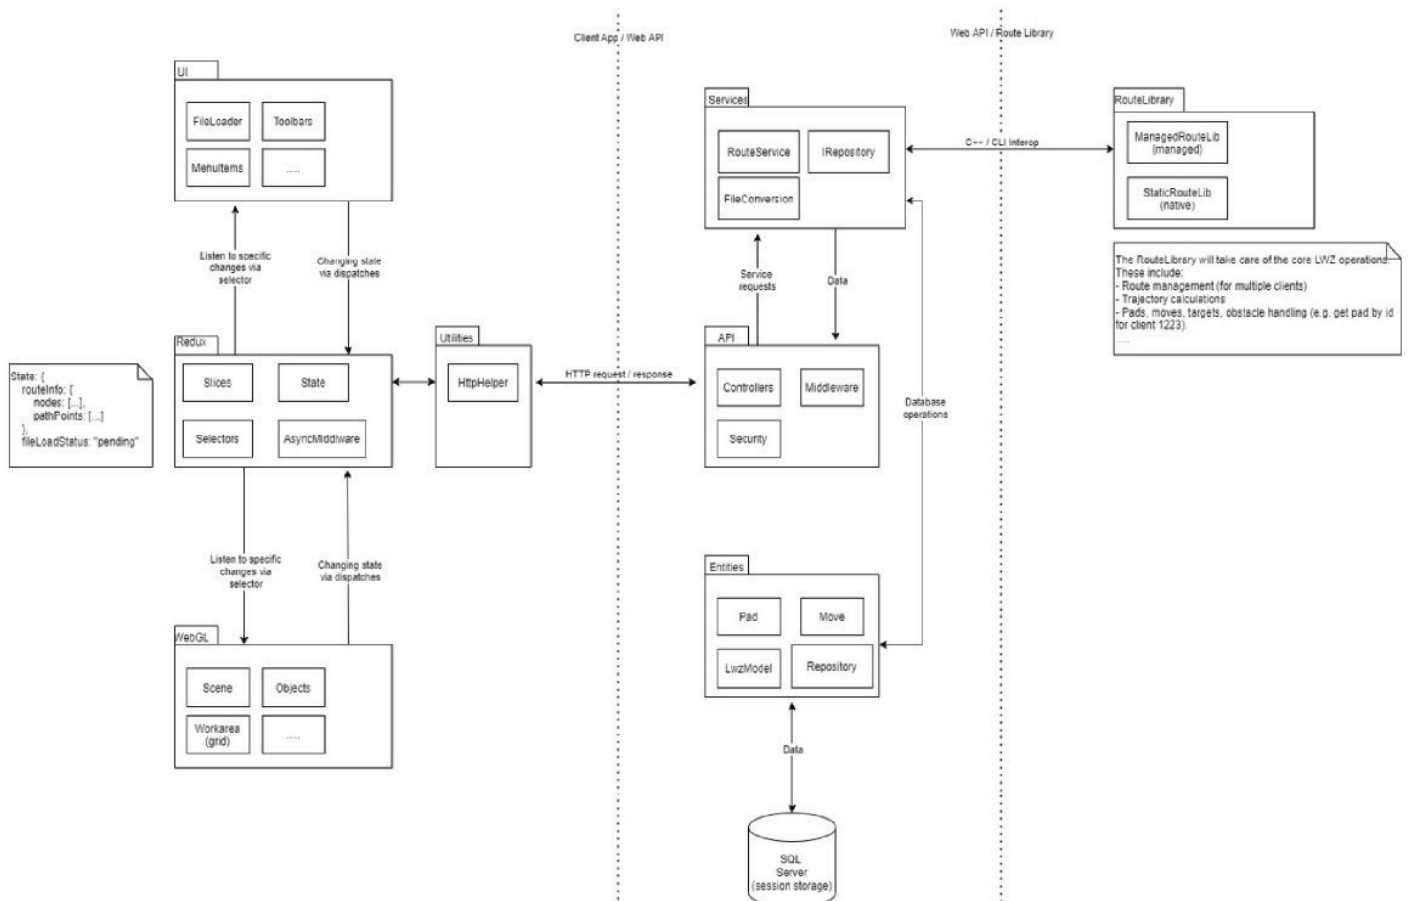 Client App / Web API
Web API / Route Library
UI
FileLoader
Toolbars
MenuItems
.....
Listen to specific
changes via
selector
Changing state
via dispatches
Redux
Slices
State
Selectors
AsyncMiddlware
State: {
routeInfo: [
nodes: [...],
pathPoints: [...]
],
fileLoadStatus: "pending"
Utilities
HttpHelper
HTTP request / response
Listen to specific
changes via
selector
Changing state
via dispatches
WebGL
Scene
Objects
Workarea
(grid)
.....
Services
RouteService
IRepository
FileConversion
C++ / CLI Interop
Service
requests
Data
API
Controllers
Middleware
Security
Database
operations
Entities
Pad
Move
LwzModel
Repository
Data
SQL
Server
(session storage)
RouteLibrary
ManagedRouteLib
(managed)
StaticRouteLib
(native)
The RouteLibrary will take care of the core LWZ operations.
These include:
- Route management (for multiple clients)
- Trajectory calculations
- Pads, moves, targets, obstacle handling (e.g. get pad by id
for client 1223).
.....